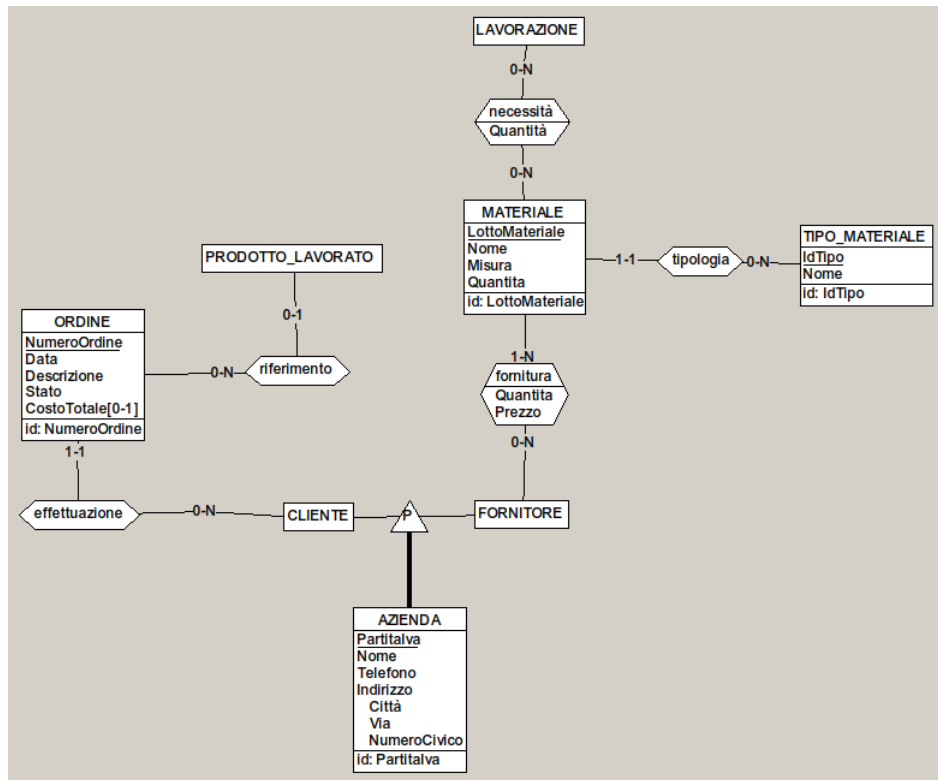 LAVORAZIONE
0-N
necessità
Quantità
0-N
MATERIALE
LottoMateriale
Nome
Misura
Quantita
id: LottoMateriale
1-1
tipologia
0-N
TIPO_MATERIALE
IdTipo
Nome
id: IdTipo
PRODOTTO_LAVORATO
0-1
riferimento
0-N
ORDINE
NumeroOrdine
Data
Descrizione
Stato
CostoTotale[0-1]
id: NumeroOrdine
1-N
fornitura
Quantita
Prezzo
0-N
1-1
effettuazione
0-N
CLIENTE
P
FORNITORE
AZIENDA
PartitaIva
Nome
Telefono
Indirizzo
Città
Via
NumeroCivico
id: PartitaIva